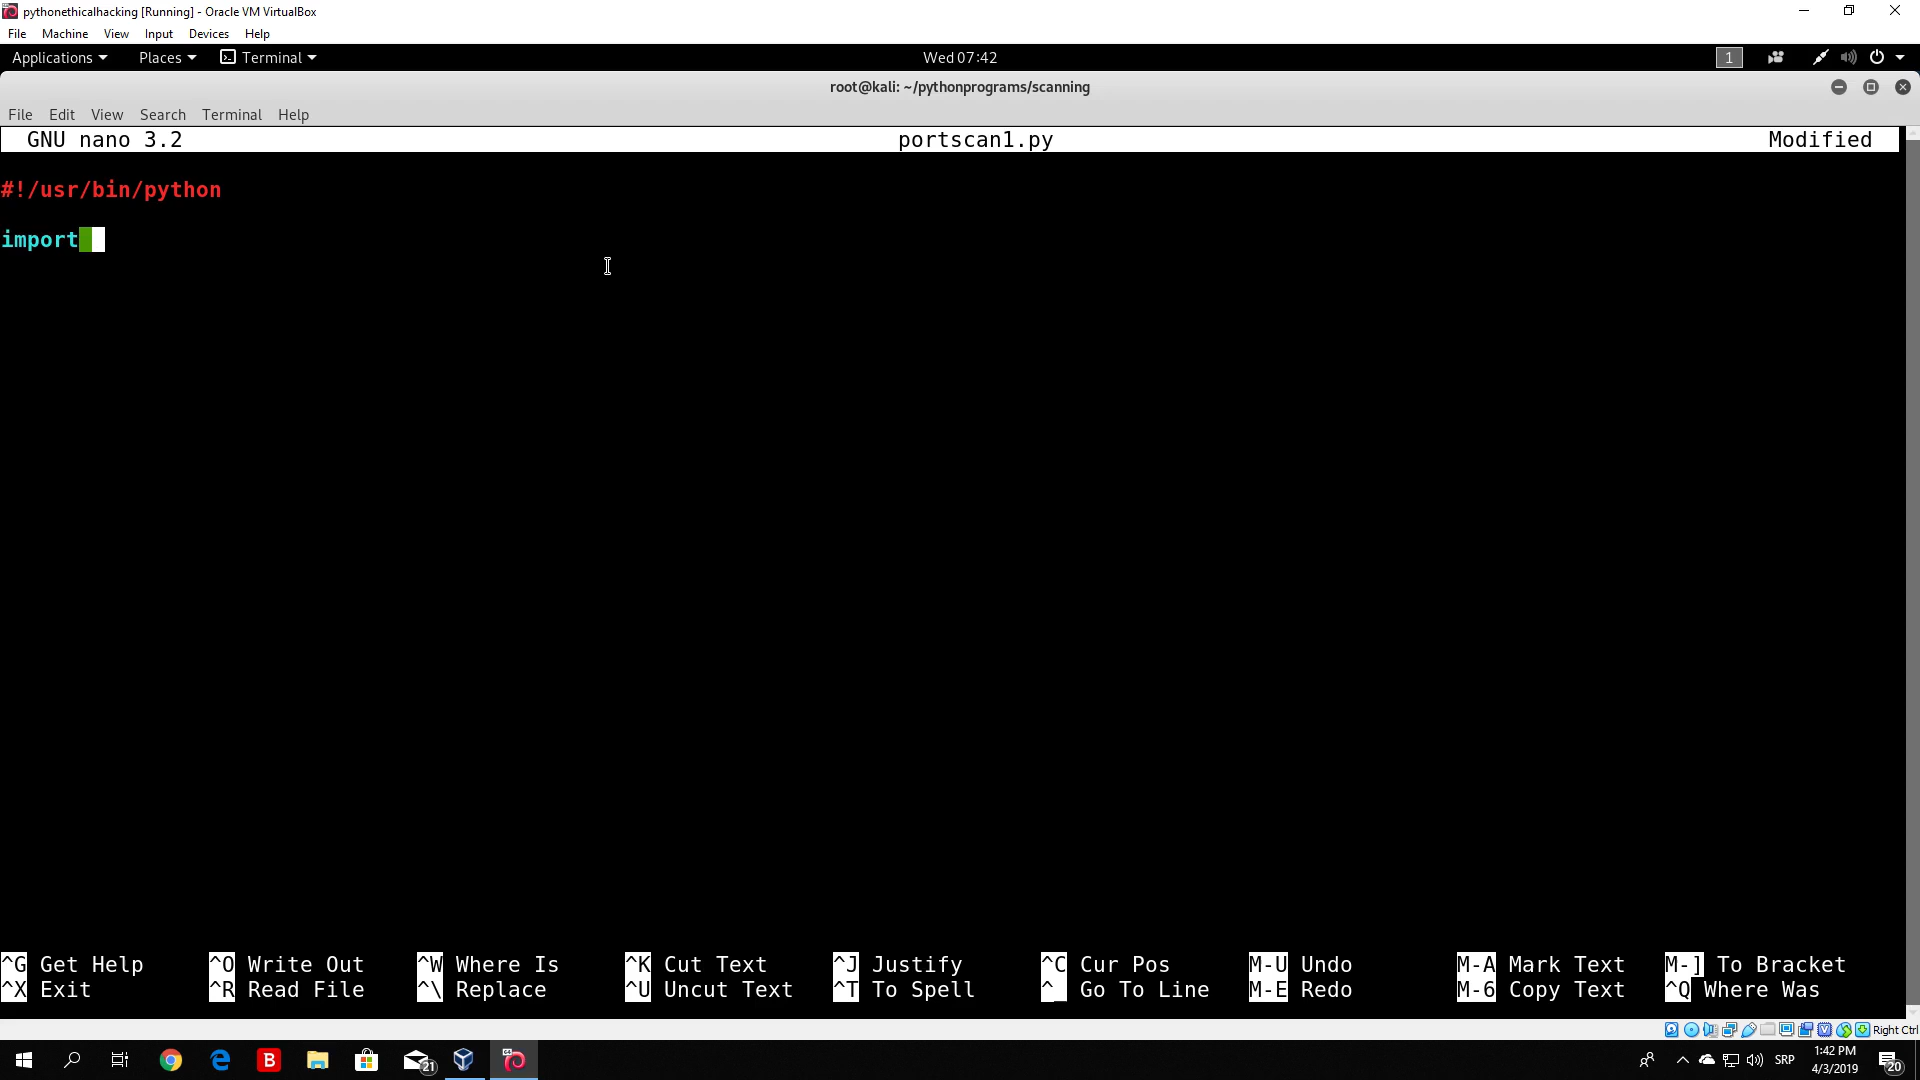 pythonethicalhacking [Running] - Oracle VM VirtualBox
File Machine View Input Devices Help
Applications Places Terminal Wed 07:42 1
root@kali: ~/pythonprograms/scanning
File Edit View Search Terminal Help
GNU nano 3.2 portscan1.py Modified
#!/usr/bin/python
import
^G Get Help ^O Write Out ^W Where Is ^K Cut Text ^J Justify ^C Cur Pos M-U Undo M-A Mark Text M-] To Bracket
^X Exit ^R Read File ^\ Replace ^U Uncut Text ^T To Spell ^_ Go To Line M-E Redo M-6 Copy Text ^Q Where Was
Right Ctrl
21 B 64 SRP 1:42 PM 20
4/3/2019